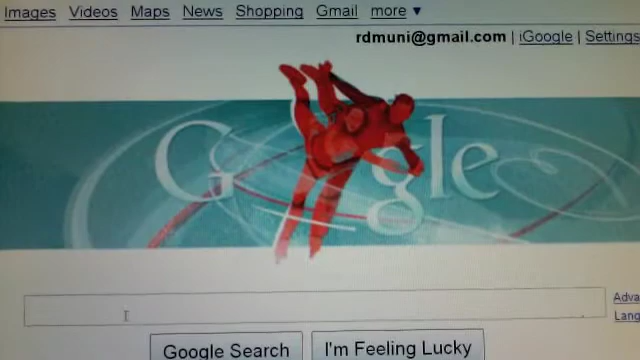 Images Videos Maps News Shopping Gmail more ▼
rdmuni@gmail.com | iGoogle | Settings
Google
Adva
Lang
Google Search I'm Feeling Lucky